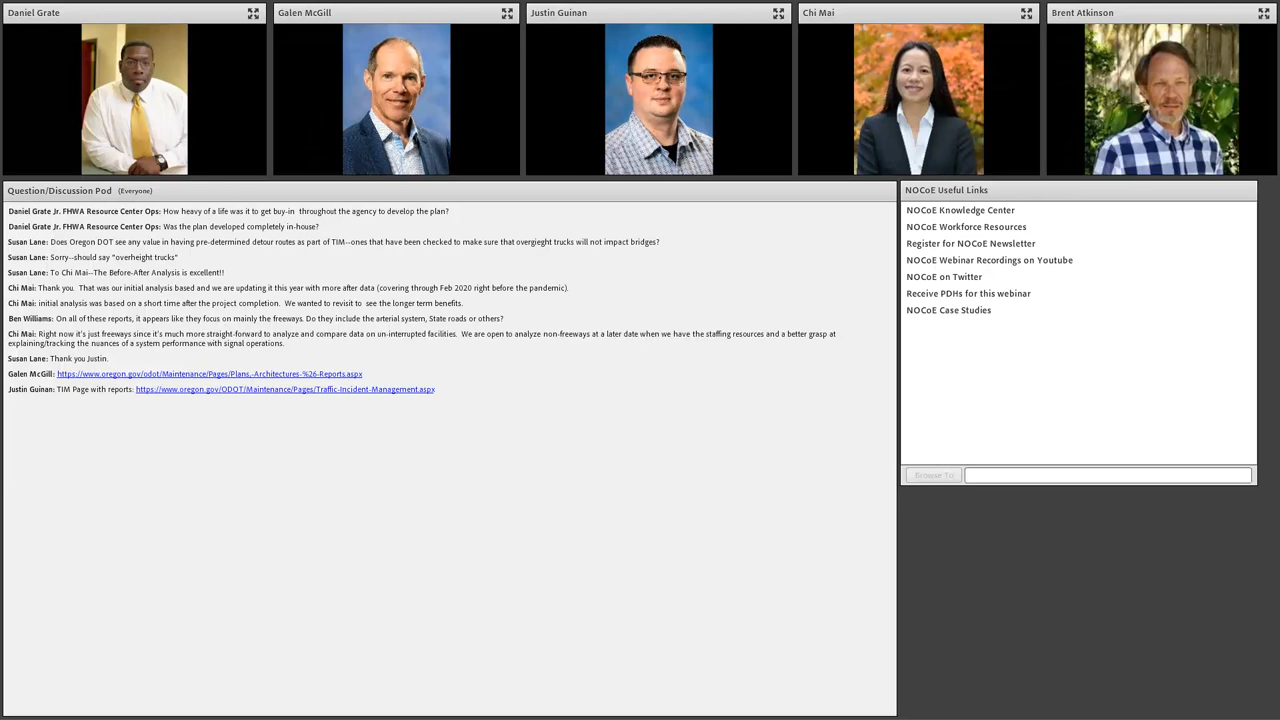 Daniel Grate
Galen McGill
Justin Guinan
Chi Mai
Brent Atkinson
Question/Discussion Pod (Everyone)
Daniel Grate Jr. FHWA Resource Center Ops: How heavy of a life was it to get buy-in throughout the agency to develop the plan?
Daniel Grate Jr. FHWA Resource Center Ops: Was the plan developed completely in-house?
Susan Lane: Does Oregon DOT see any value in having pre-determined detour routes as part of TIM--ones that have been checked to make sure that overgieght trucks will not impact bridges?
Susan Lane: Sorry--should say "overheight trucks"
Susan Lane: To Chi Mai--The Before-After Analysis is excellent!!
Chi Mai: Thank you. That was our initial analysis based and we are updating it this year with more after data (covering through Feb 2020 right before the pandemic).
Chi Mai: initial analysis was based on a short time after the project completion. We wanted to revisit to see the longer term benefits.
Ben Williams: On all of these reports, it appears like they focus on mainly the freeways. Do they include the arterial system, State roads or others?
Chi Mai: Right now it's just freeways since it's much more straight-forward to analyze and compare data on un-interrupted facilities. We are open to analyze non-freeways at a later date when we have the staffing resources and a better grasp at
explaining/tracking the nuances of a system performance with signal operations.
Susan Lane: Thank you Justin.
Galen McGill: https://www.oregon.gov/odot/Maintenance/Pages/Plans,-Architectures-%26-Reports.aspx
Justin Guinan: TIM Page with reports: https://www.oregon.gov/ODOT/Maintenance/Pages/Traffic-Incident-Management.aspx
NOCoE Useful Links
NOCoE Knowledge Center
NOCoE Workforce Resources
Register for NOCoE Newsletter
NOCoE Webinar Recordings on Youtube
NOCoE on Twitter
Receive PDHs for this webinar
NOCoE Case Studies
Browse To